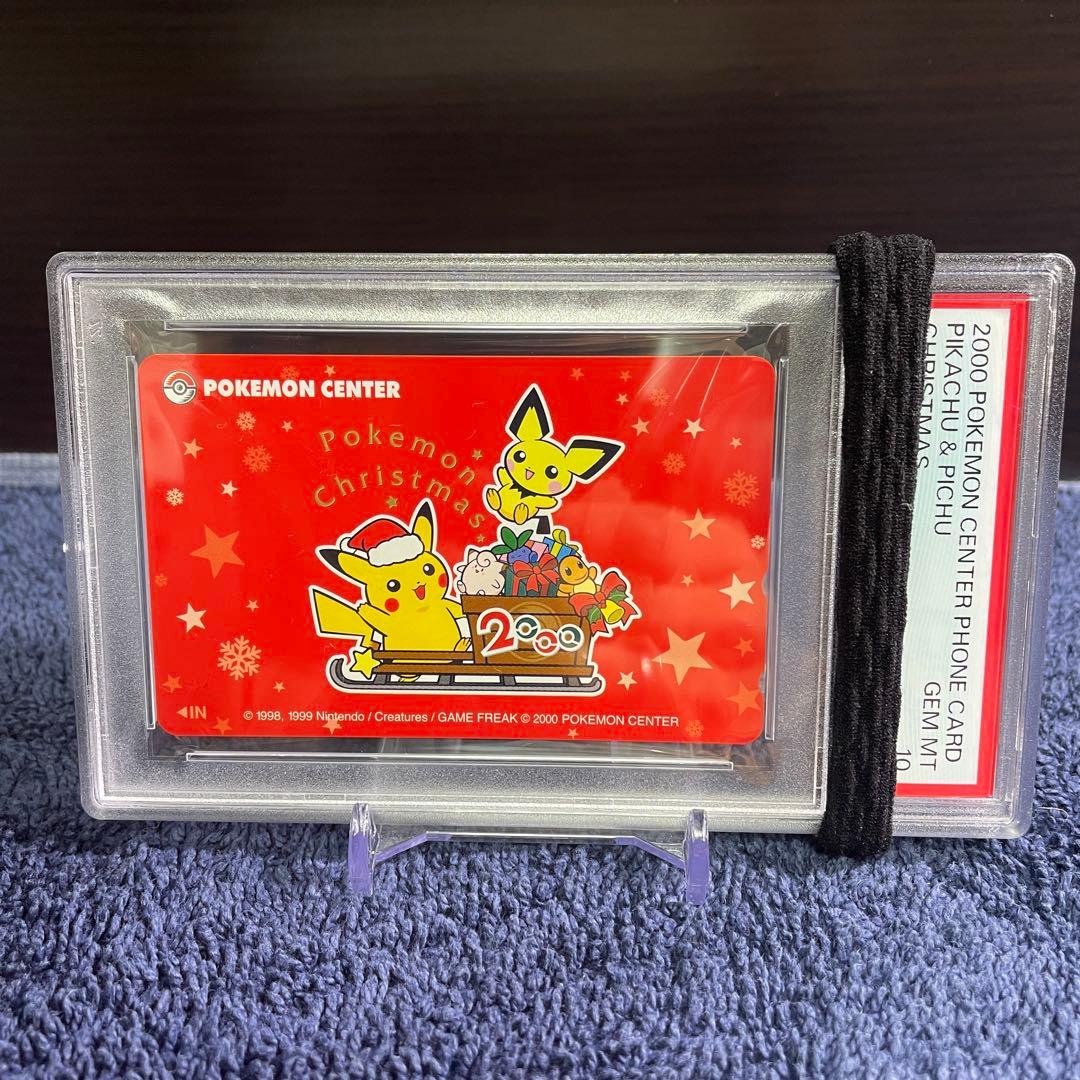 POKEMON CENTER
Pokemon
Christmas
2000
◀IN
© 1998, 1999 Nintendo / Creatures / GAME FREAK © 2000 POKEMON CENTER
2000 POKEMON CENTER PHONE CARD
PIKACHU & PICHU
GEM MT
CHRISTMAS
10